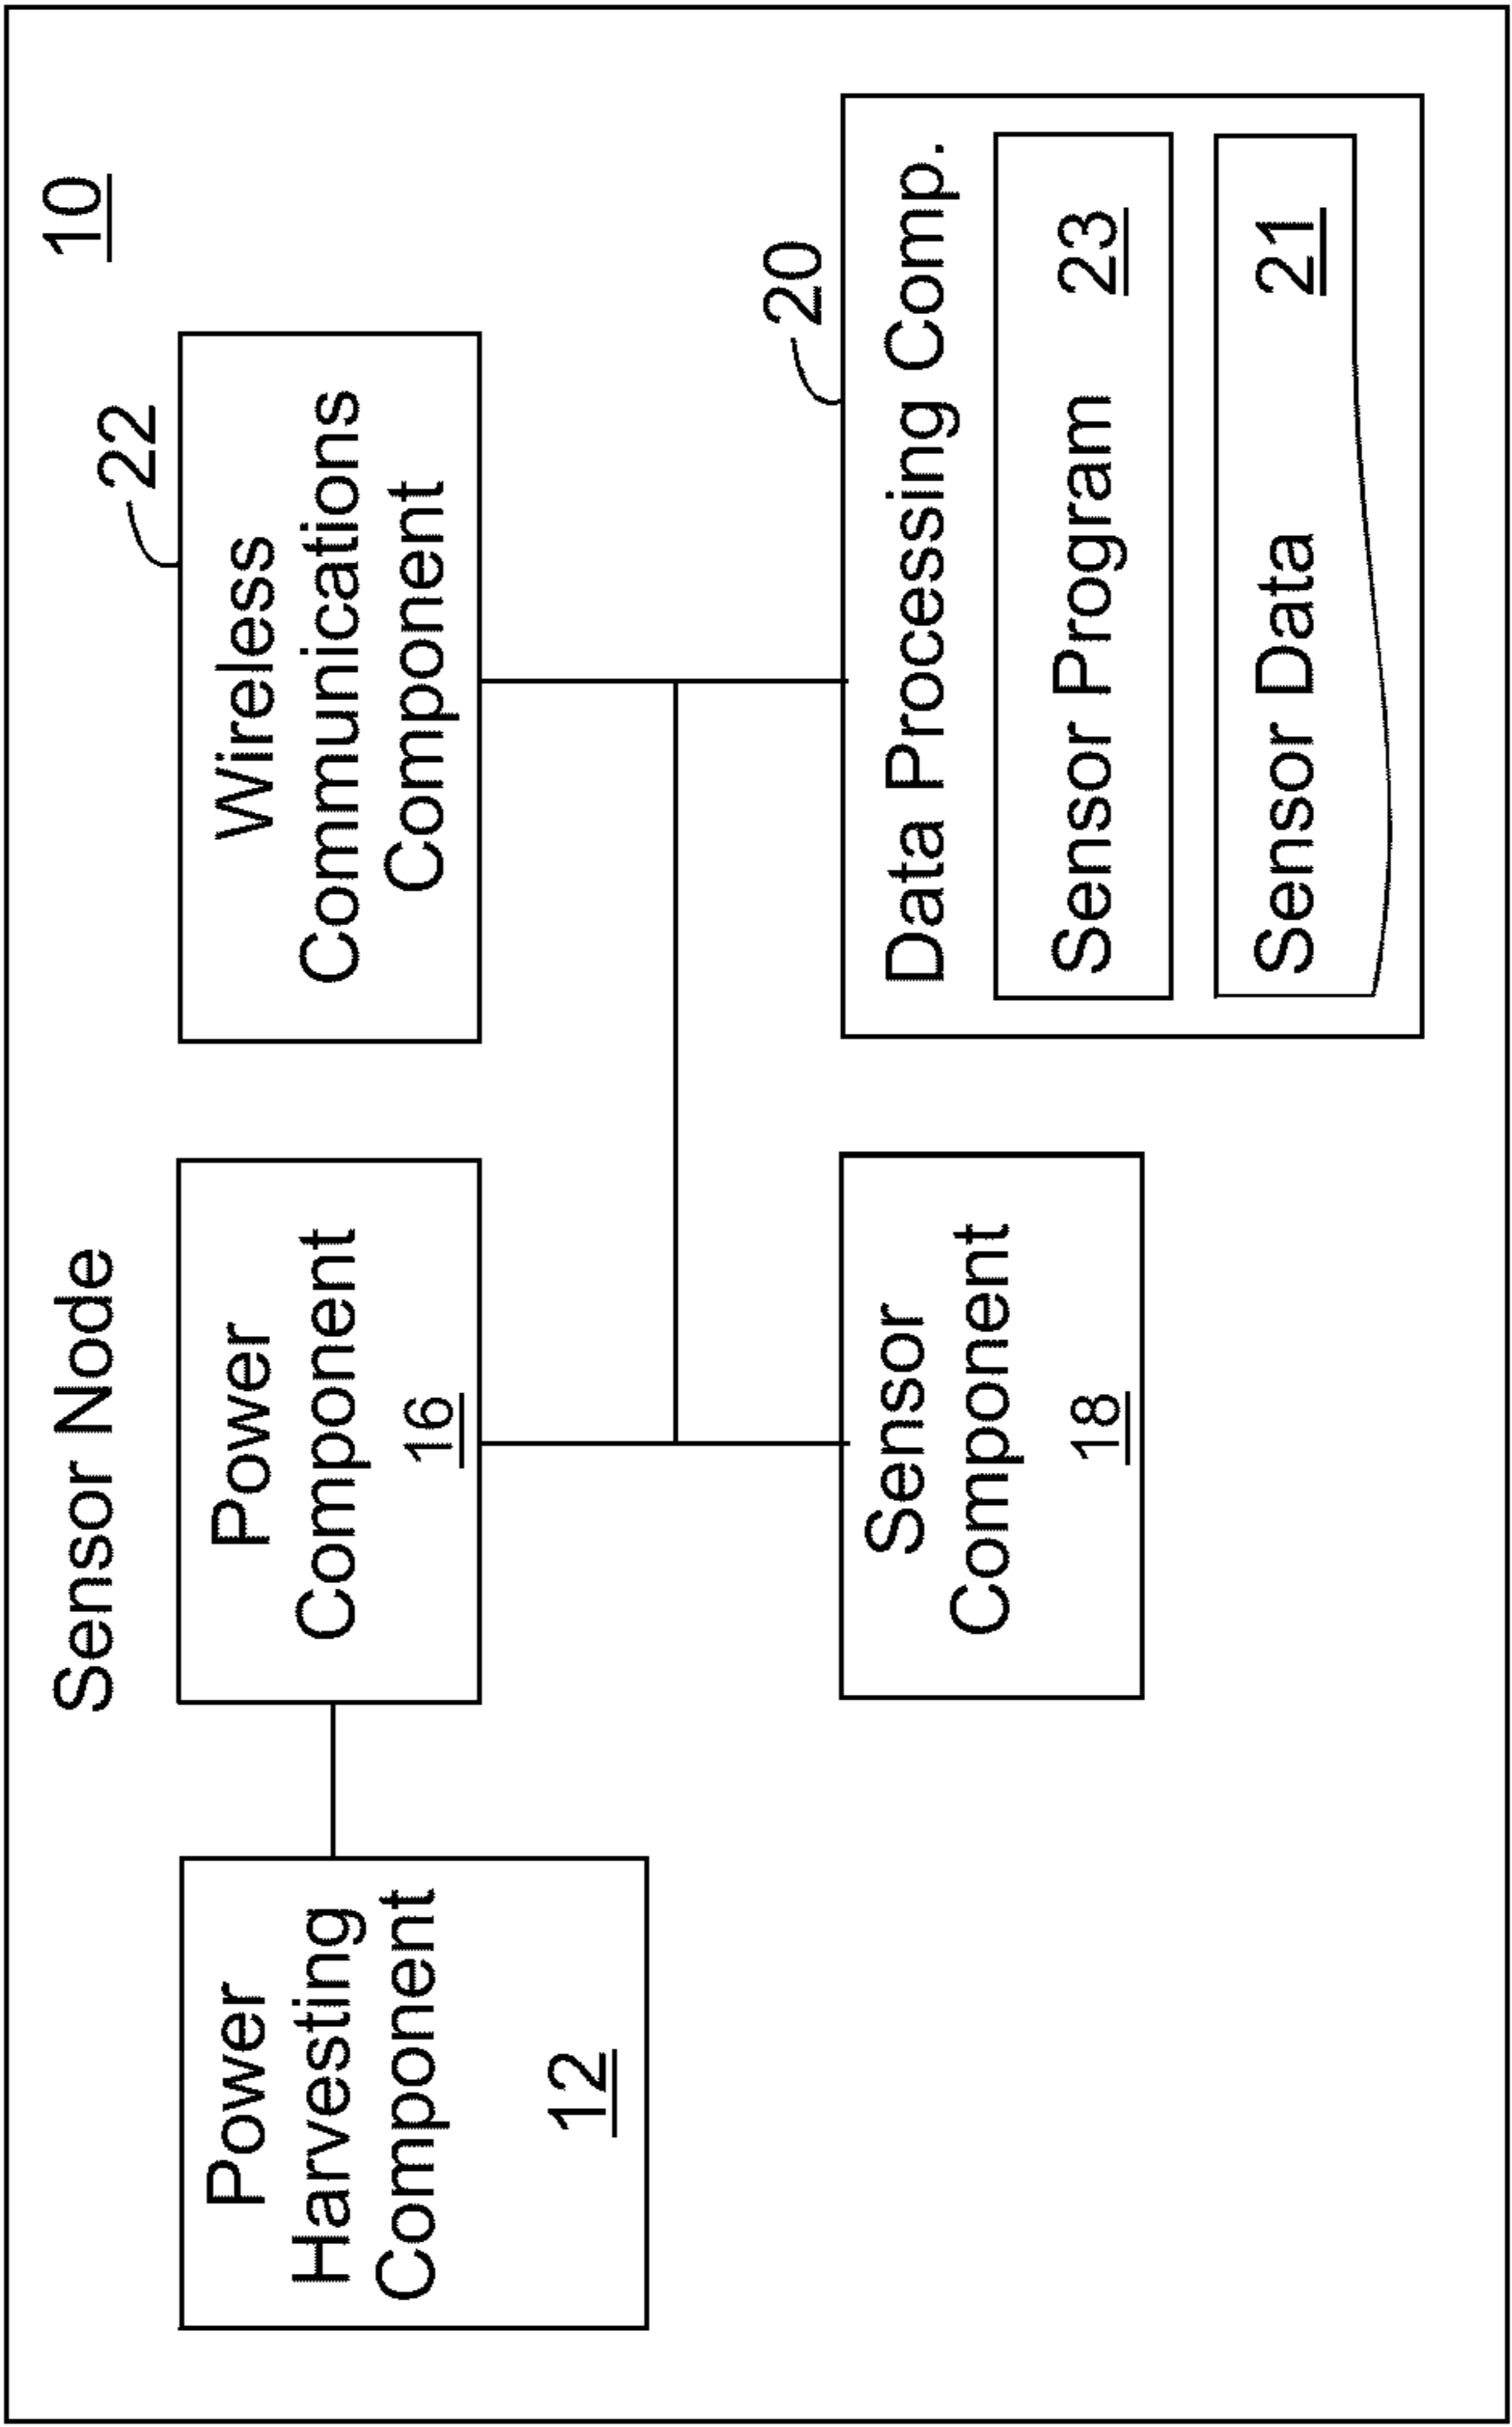 Sensor Node
10
Power
Harvesting
Component
12
Power
Component
16
22
Wireless
Communications
Component
Sensor
Component
18
20
Data Processing Comp.
Sensor Program 23
Sensor Data 21